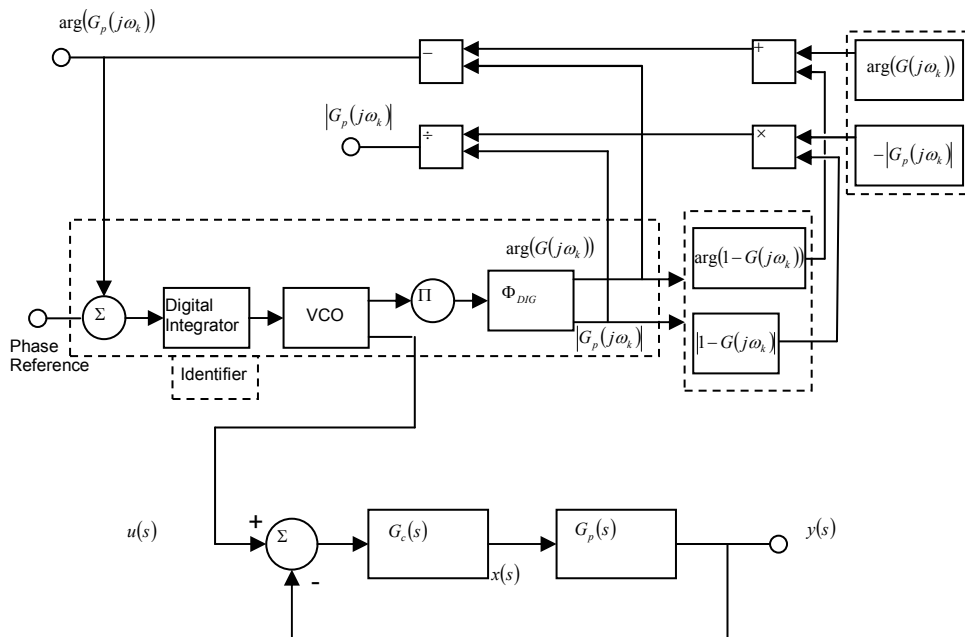 arg(G_p(jω_k))
−
+
arg(G(jω_k))
|G_p(jω_k)|
÷
×
−|G_p(jω_k)|
arg(G(jω_k))
arg(1−G(jω_k))
Σ
Digital
Integrator
VCO
Π
Φ_DIG
Phase
Reference
|G_p(jω_k)|
|1−G(jω_k)|
Identifier
u(s)
+
Σ
-
G_c(s)
x(s)
G_p(s)
y(s)